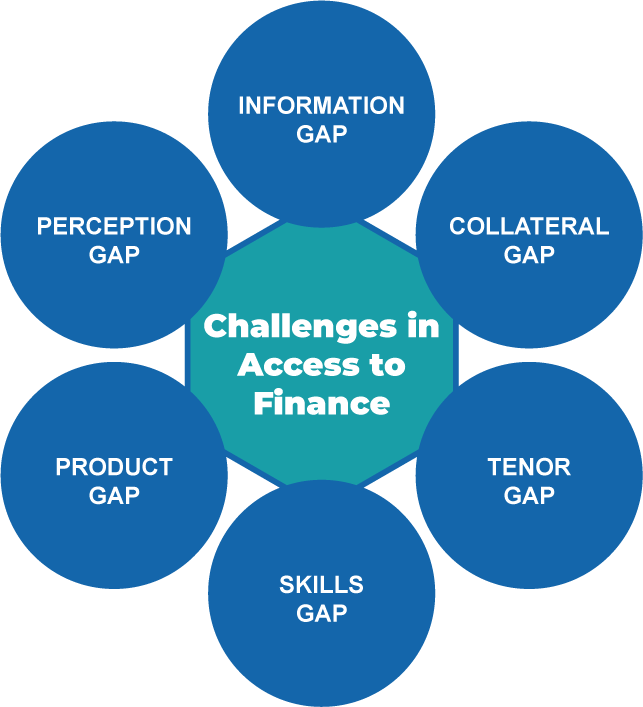 INFORMATION
GAP
PERCEPTION
GAP
COLLATERAL
GAP
Challenges in
Access to
Finance
PRODUCT
GAP
TENOR
GAP
SKILLS
GAP